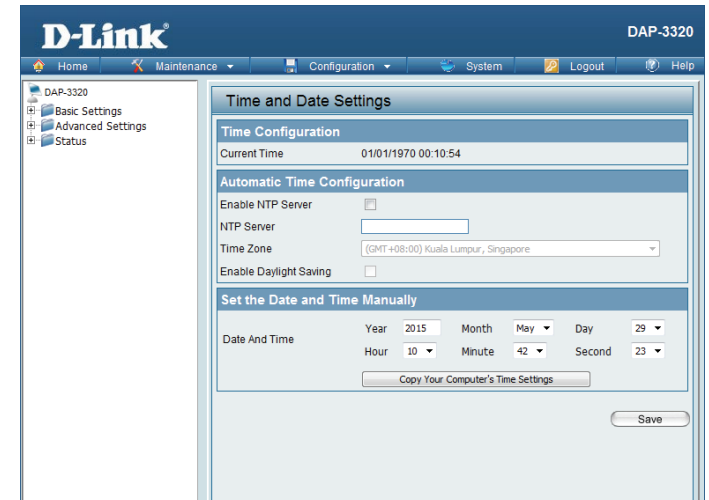 D-Link
DAP-3320
Home Maintenance Configuration System Logout Help
DAP-3320
Basic Settings
Advanced Settings
Status
Time and Date Settings
Time Configuration
Current Time 01/01/1970 00:10:54
Automatic Time Configuration
Enable NTP Server
NTP Server
Time Zone (GMT+08:00) Kuala Lumpur, Singapore
Enable Daylight Saving
Set the Date and Time Manually
Date And Time
Year 2015 Month May Day 29
Hour 10 Minute 42 Second 23
Copy Your Computer's Time Settings
Save